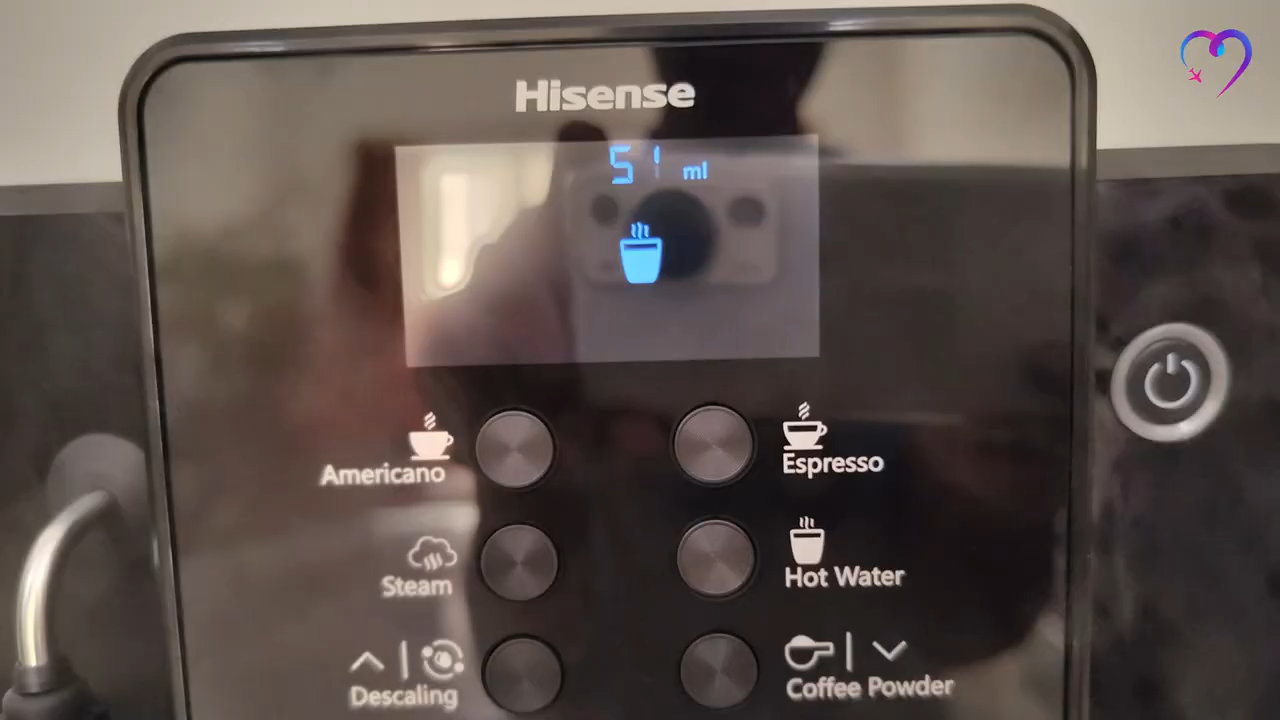 Hisense
51 ml
Americano
Espresso
Steam
Hot Water
Descaling
Coffee Powder